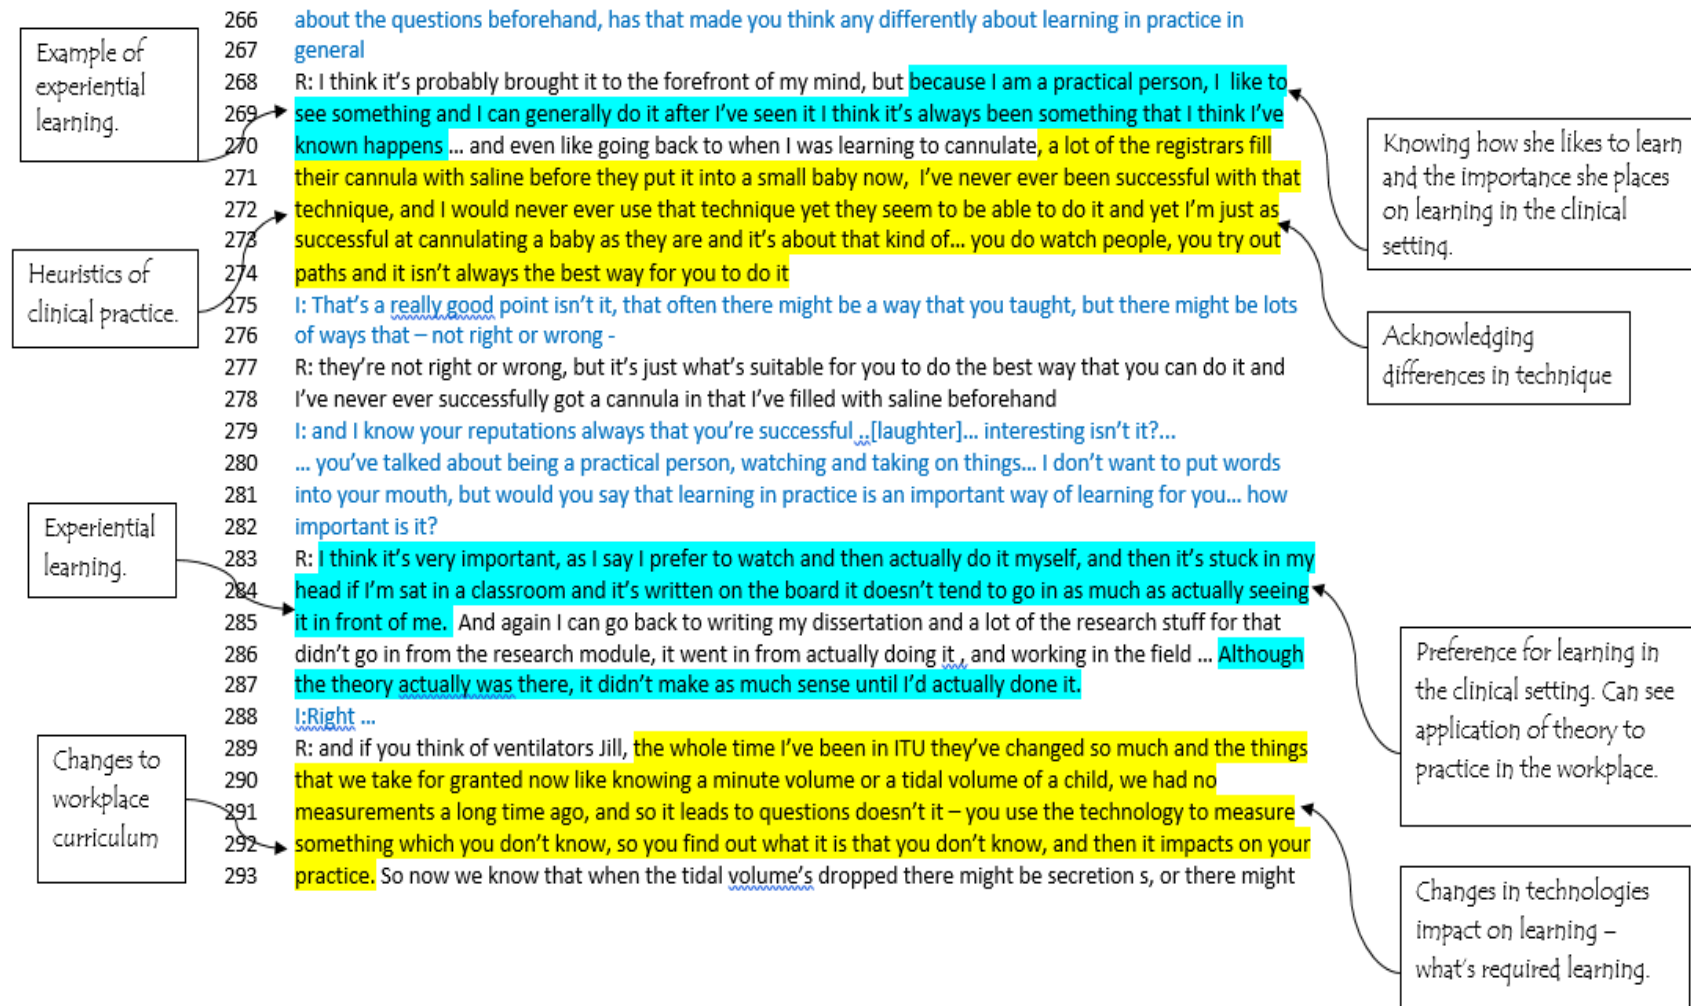 266 about the questions beforehand, has that made you think any differently about learning in practice in
267 general
268 R: I think it's probably brought it to the forefront of my mind, but because I am a practical person, I like to
269 see something and I can generally do it after I've seen it I think it's always been something that I think I've
270 known happens ... and even like going back to when I was learning to cannulate, a lot of the registrars fill
271 their cannula with saline before they put it into a small baby now, I've never ever been successful with that
272 technique, and I would never ever use that technique yet they seem to be able to do it and yet I'm just as
273 successful at cannulating a baby as they are and it's about that kind of... you do watch people, you try out
274 paths and it isn't always the best way for you to do it
275 I: That's a really good point isn't it, that often there might be a way that you taught, but there might be lots
276 of ways that – not right or wrong -
277 R: they're not right or wrong, but it's just what's suitable for you to do the best way that you can do it and
278 I've never ever successfully got a cannula in that I've filled with saline beforehand
279 I: and I know your reputations always that you're successful ..[laughter]... interesting isn't it?...
280 ... you've talked about being a practical person, watching and taking on things... I don't want to put words
281 into your mouth, but would you say that learning in practice is an important way of learning for you... how
282 important is it?
283 R: I think it's very important, as I say I prefer to watch and then actually do it myself, and then it's stuck in my
284 head if I'm sat in a classroom and it's written on the board it doesn't tend to go in as much as actually seeing
285 it in front of me. And again I can go back to writing my dissertation and a lot of the research stuff for that
286 didn't go in from the research module, it went in from actually doing it , and working in the field ... Although
287 the theory actually was there, it didn't make as much sense until I'd actually done it.
288 I:Right ...
289 R: and if you think of ventilators Jill, the whole time I've been in ITU they've changed so much and the things
290 that we take for granted now like knowing a minute volume or a tidal volume of a child, we had no
291 measurements a long time ago, and so it leads to questions doesn't it – you use the technology to measure
292 something which you don't know, so you find out what it is that you don't know, and then it impacts on your
293 practice. So now we know that when the tidal volume's dropped there might be secretion s, or there might
Example of
experiential
learning.
Heuristics of
clinical practice.
Experiential
learning.
Changes to
workplace
curriculum
Knowing how she likes to learn
and the importance she places
on learning in the clinical
setting.
Acknowledging
differences in technique
Preference for learning in
the clinical setting. Can see
application of theory to
practice in the workplace.
Changes in technologies
impact on learning –
what's required learning.